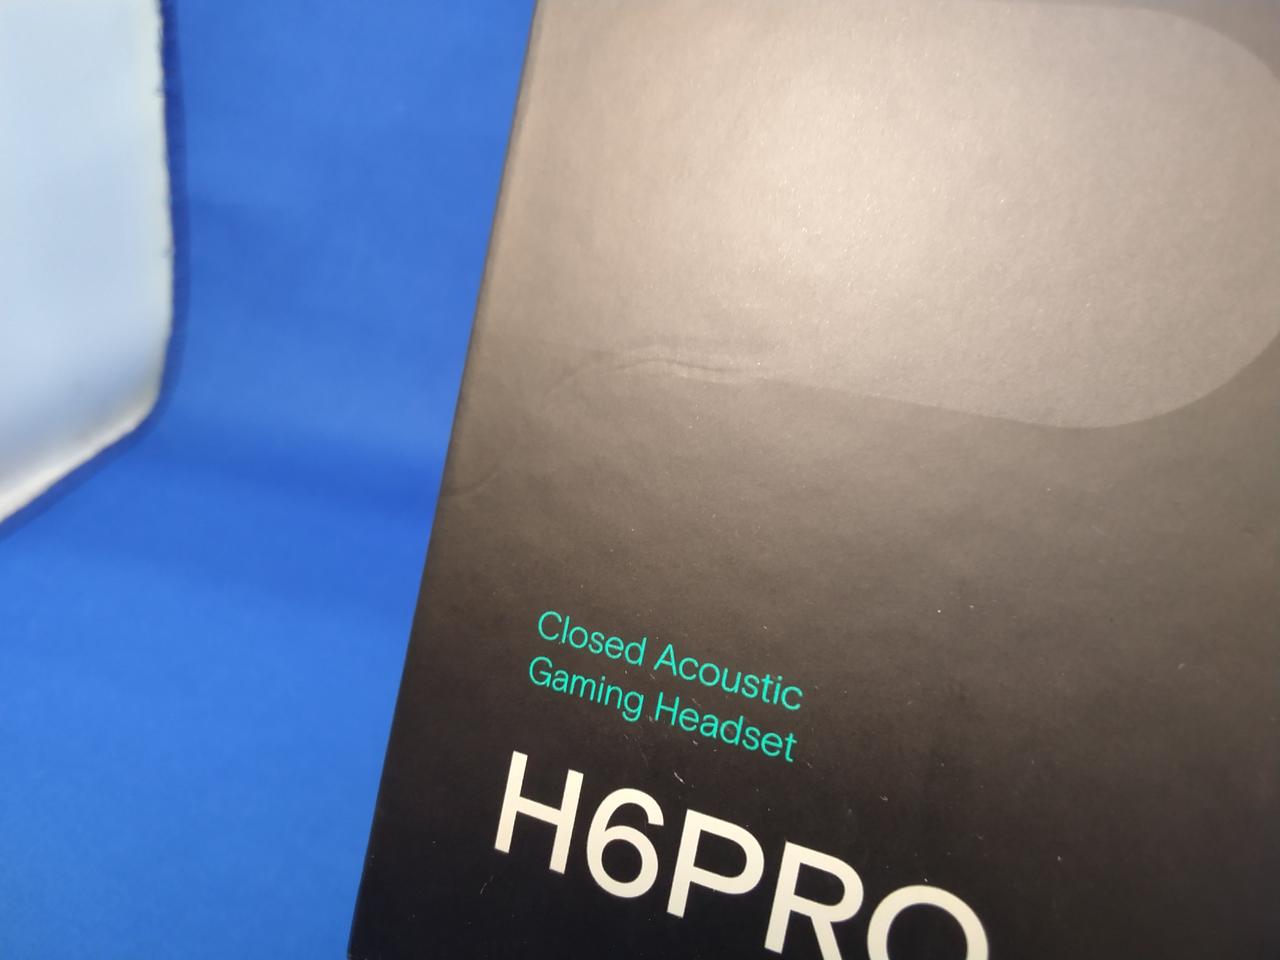 Closed Acoustic
Gaming Headset
H6PRO